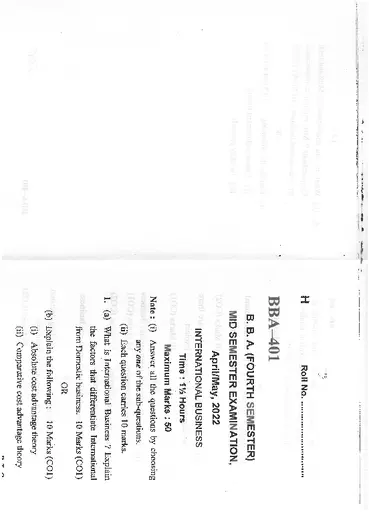 H
Roll No. ........................
BBA–401
B. B. A. (FOURTH SEMESTER)
MID SEMESTER EXAMINATION,
April/May, 2022
INTERNATIONAL BUSINESS
Time : 1½ Hours
Maximum Marks : 50
Note : (i) Answer all the questions by choosing
any one of the sub-questions.
(ii) Each question carries 10 marks.
1. (a) What is International Business ? Explain
the factors that differentiate International
from Domestic business. 10 Marks (CO1)
OR
(b) Explain the following : 10 Marks (CO1)
(i) Absolute cost advantage theory
(ii) Comparative cost advantage theory